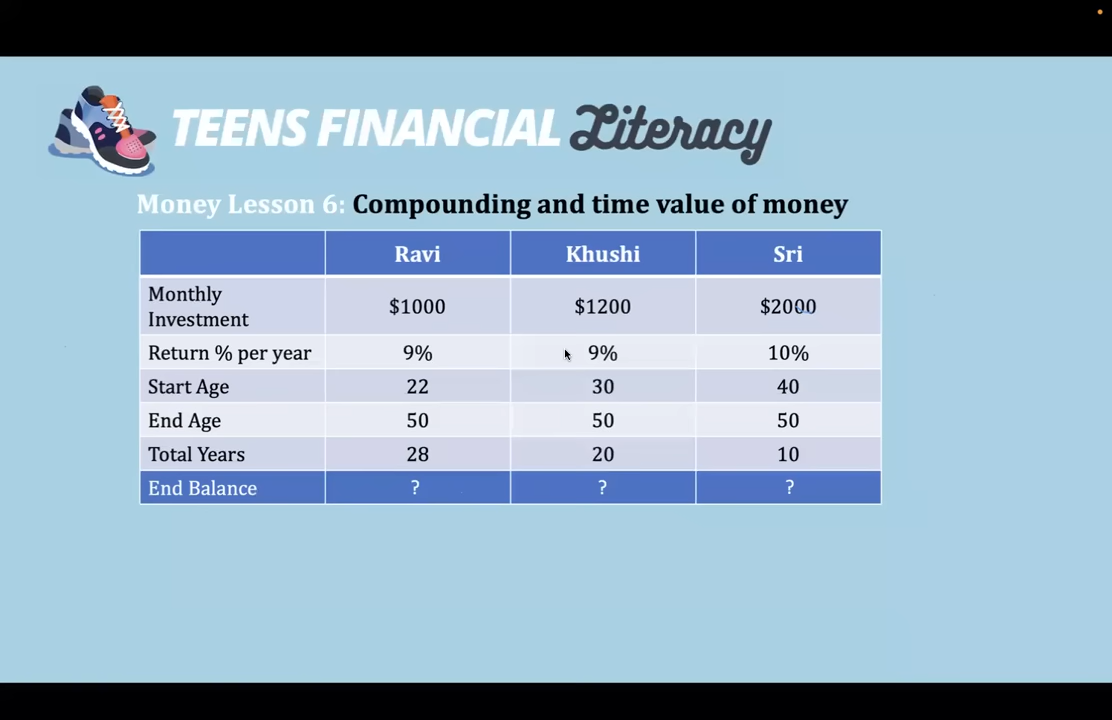 TEENS FINANCIAL Literacy
Money Lesson 6: Compounding and time value of money
Ravi Khushi Sri
Monthly
Investment $1000 $1200 $2000
Return % per year 9% 9% 10%
Start Age 22 30 40
End Age 50 50 50
Total Years 28 20 10
End Balance ? ? ?